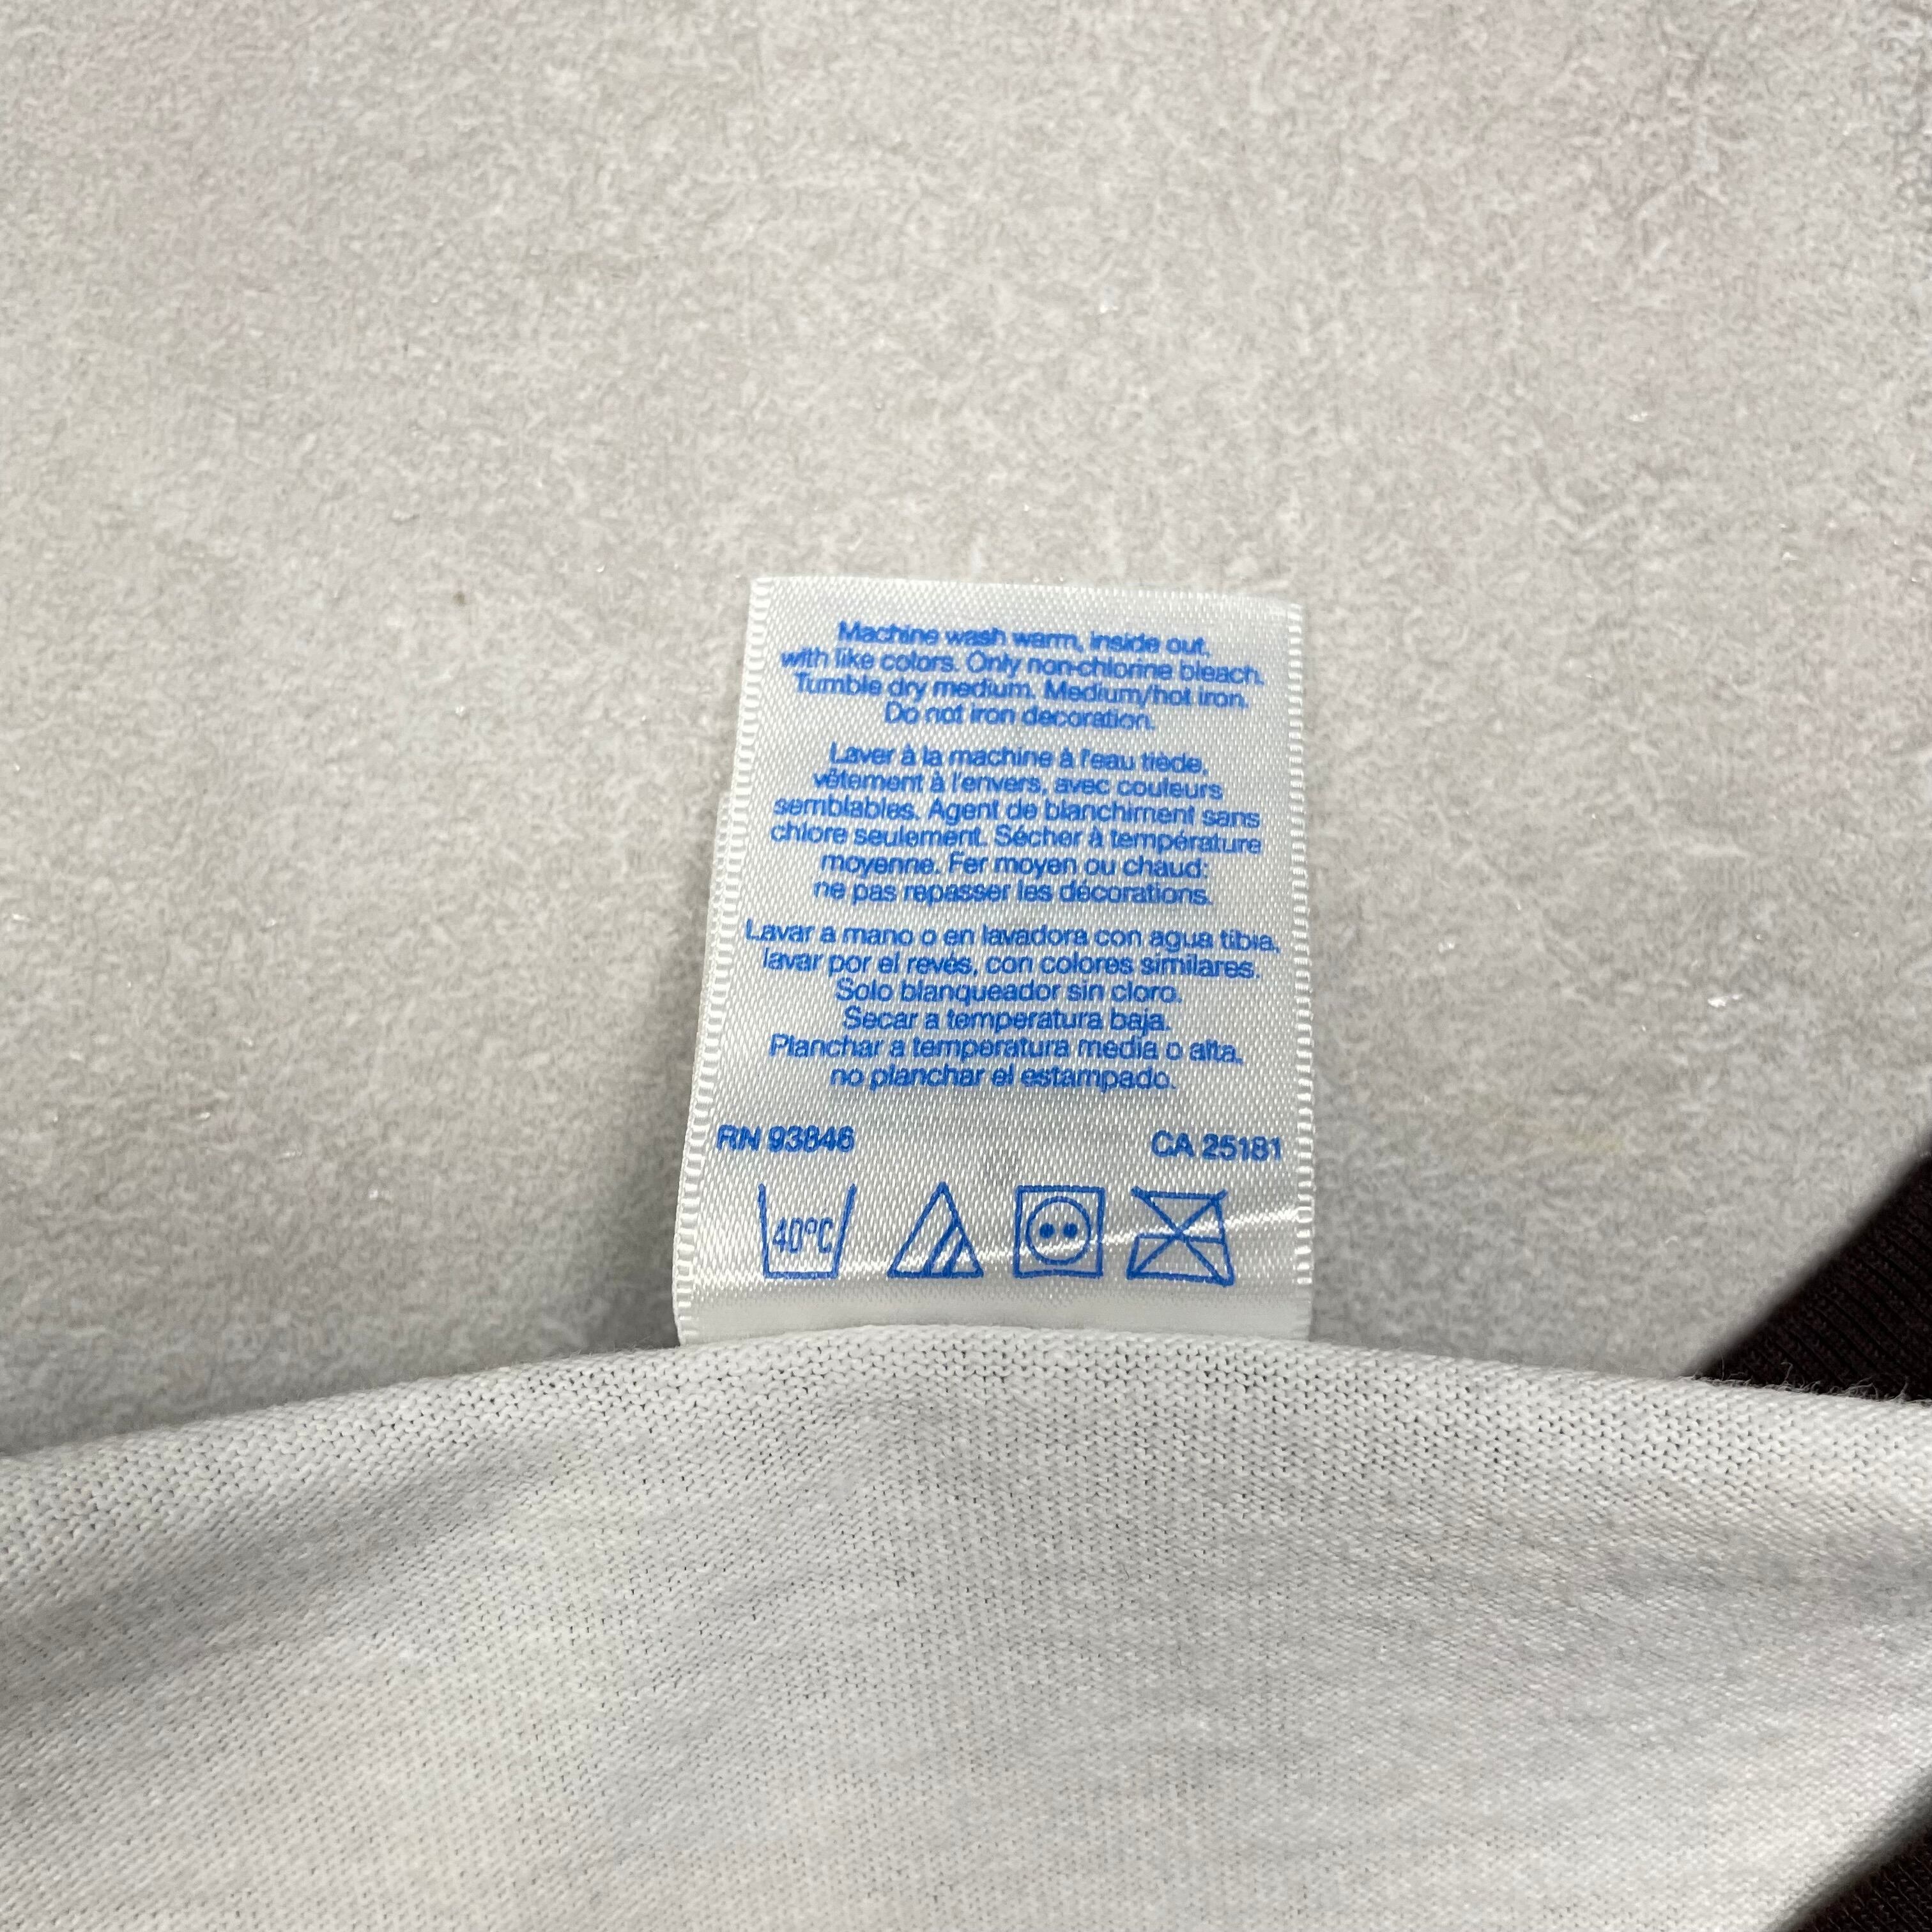 Machine wash warm, inside out,
with like colors. Only non-chlorine bleach.
Tumble dry medium. Medium/hot iron.
Do not iron decoration.
Laver à la machine à l'eau tiède,
vêtement à l'envers, avec couleurs
semblables. Agent de blanchiment sans
chlore seulement. Sécher à température
moyenne. Fer moyen ou chaud:
ne pas repasser les décorations.
Lavar a mano o en lavadora con agua tibia,
lavar por el revés, con colores similares.
Solo blanqueador sin cloro.
Secar a temperatura baja.
Planchar a temperatura media o alta,
no planchar el estampado.
RN 93846 CA 25181
40°C